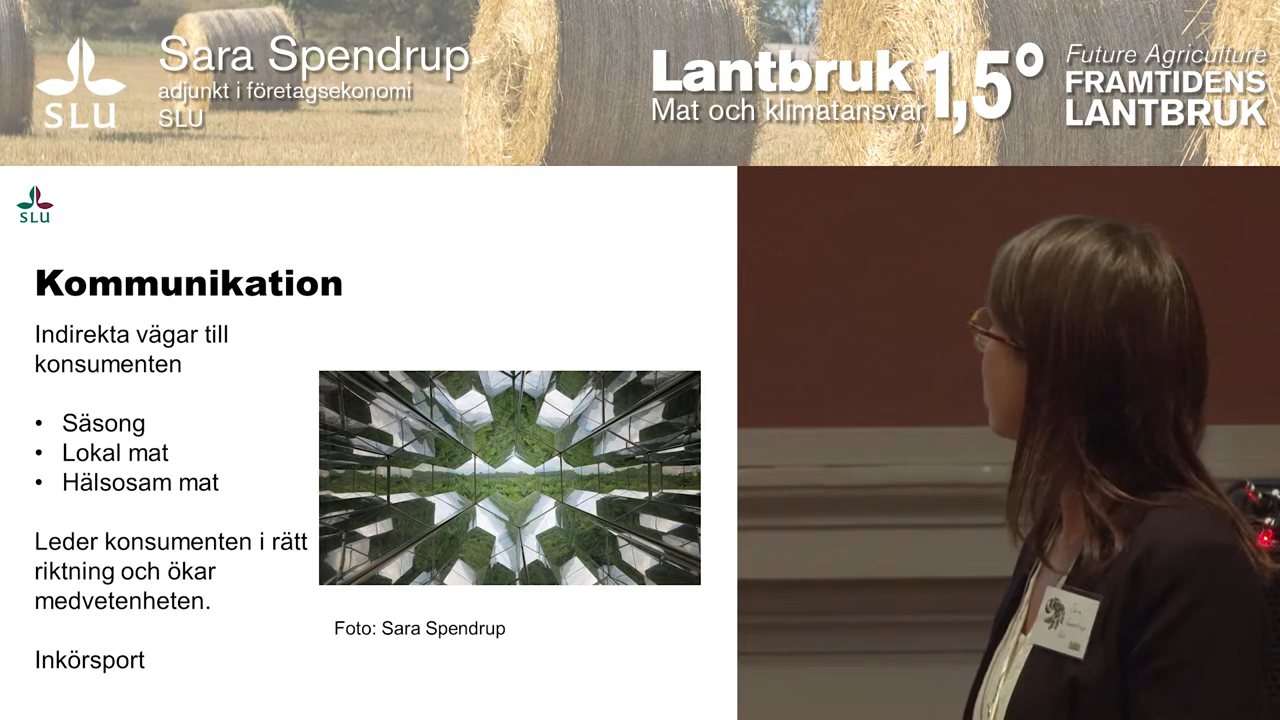 SLU
Sara Spendrup
adjunkt i företagsekonomi
SLU
Lantbruk 1,5°
Mat och klimatansvar
Future Agriculture
FRAMTIDENS
LANTBRUK
SLU
Kommunikation
Indirekta vägar till
konsumenten
• Säsong
• Lokal mat
• Hälsosam mat
Leder konsumenten i rätt
riktning och ökar
medvetenheten.
Inkörsport
Foto: Sara Spendrup